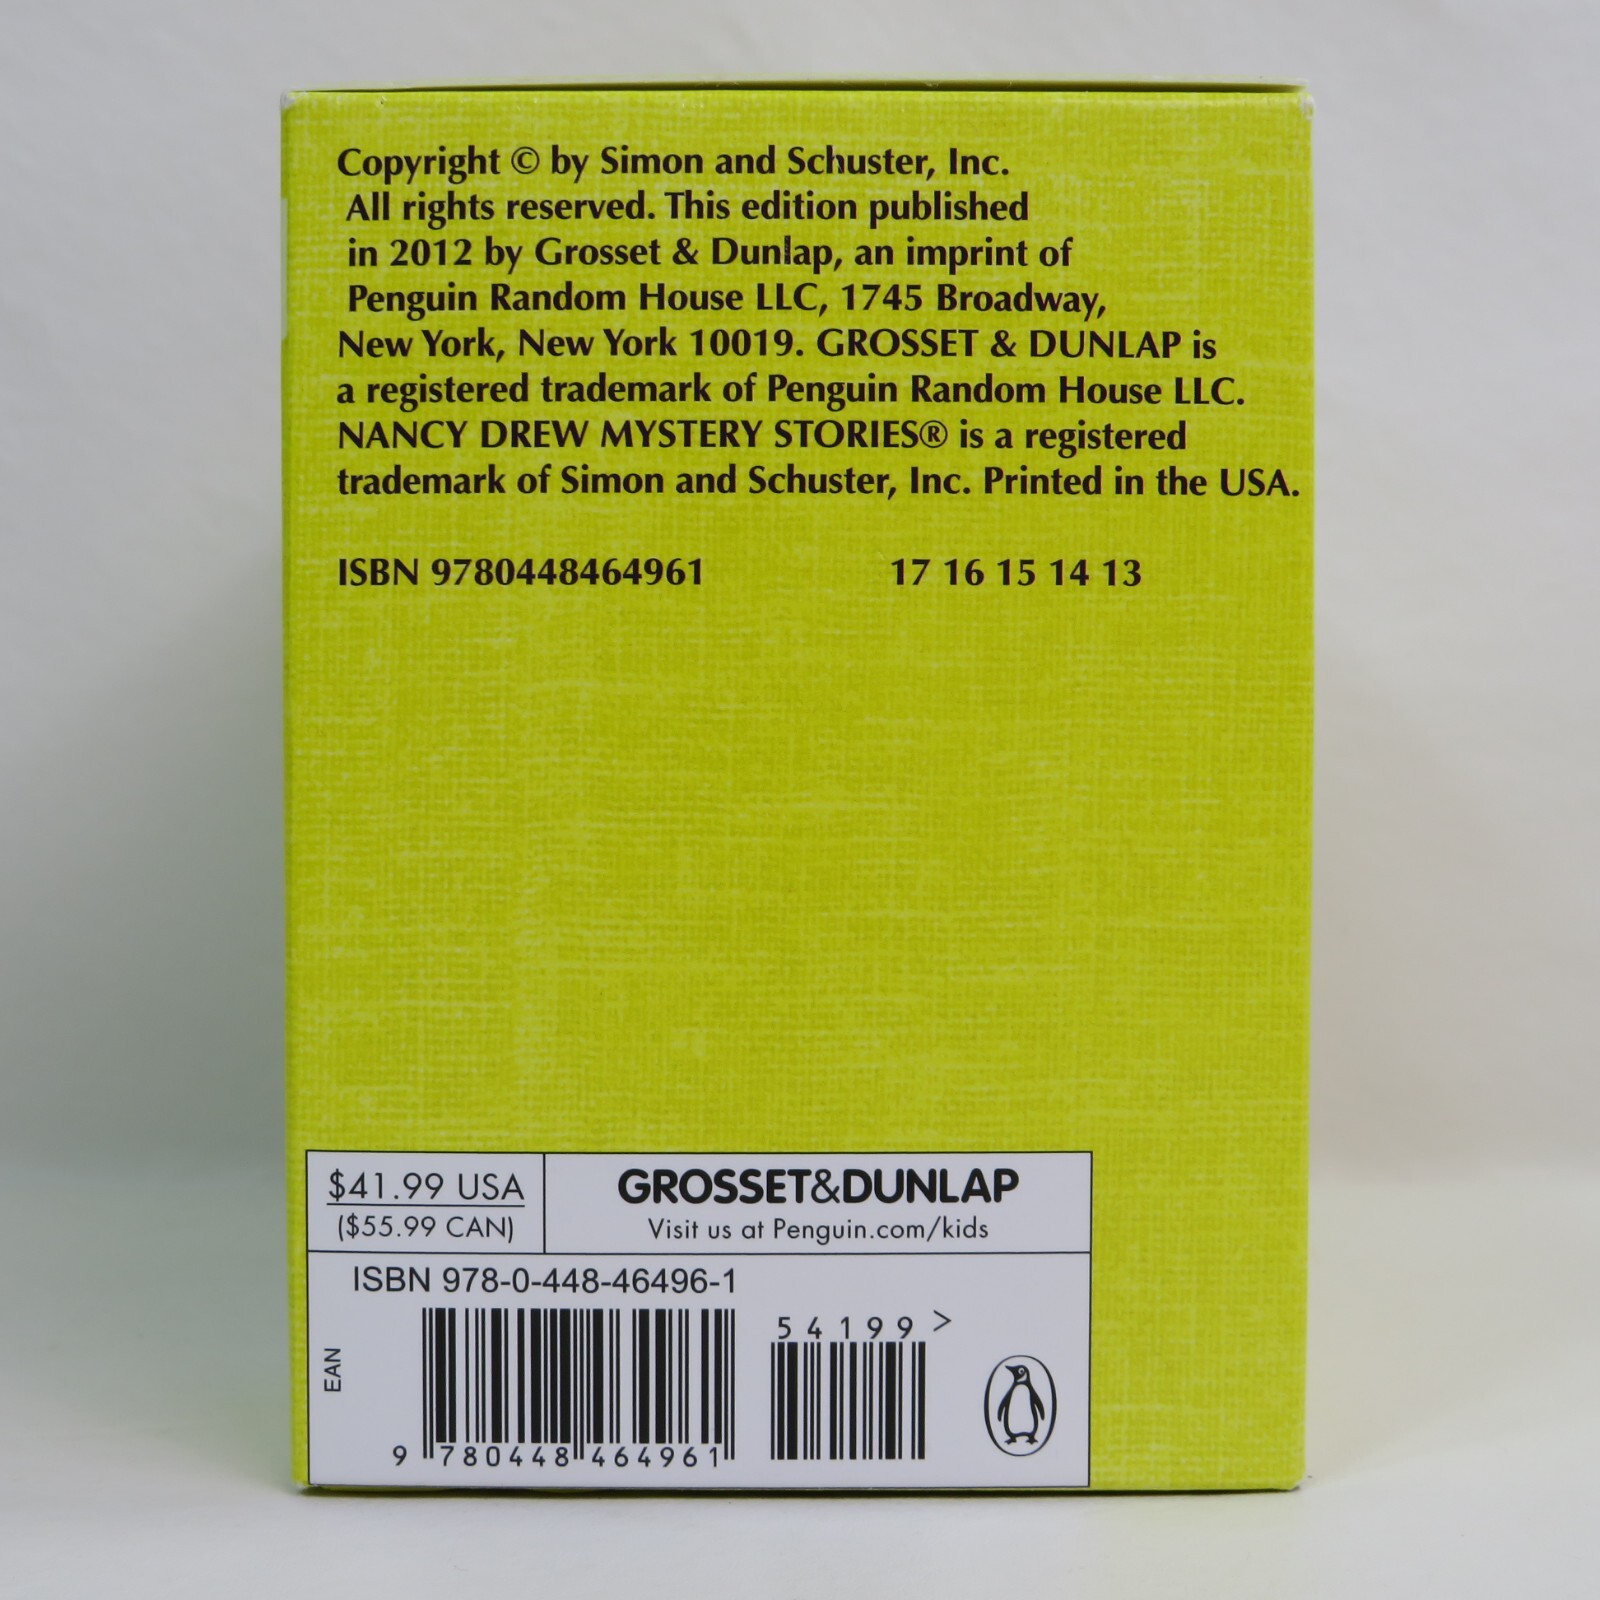 Copyright © by Simon and Schuster, Inc.
All rights reserved. This edition published
in 2012 by Grosset & Dunlap, an imprint of
Penguin Random House LLC, 1745 Broadway,
New York, New York 10019. GROSSET & DUNLAP is
a registered trademark of Penguin Random House LLC.
NANCY DREW MYSTERY STORIES® is a registered
trademark of Simon and Schuster, Inc. Printed in the USA.
ISBN 9780448464961 17 16 15 14 13
$41.99 USA
($55.99 CAN)
GROSSET&DUNLAP
Visit us at Penguin.com/kids
ISBN 978-0-448-46496-1
54199>
EAN
9 780448 464961